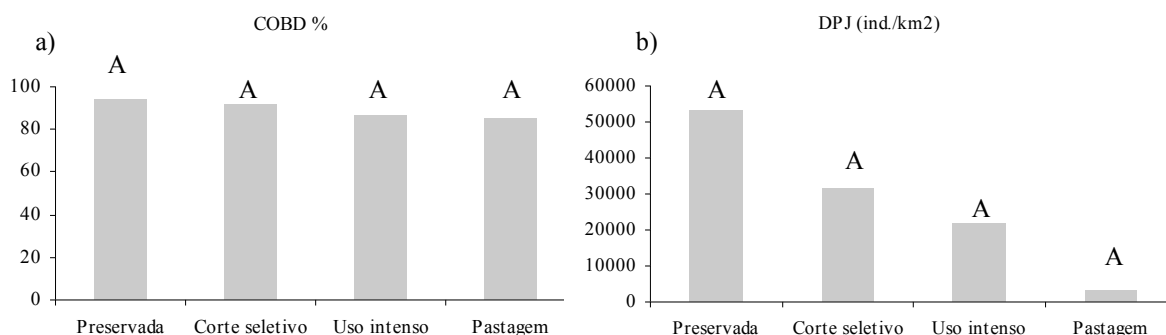 COBD %
a)
A A A A
100
80
60
40
20
0
Preservada Corte seletivo Uso intenso Pastagem
DPJ (ind./km2)
b)
A
A
A
A
60000
50000
40000
30000
20000
10000
0
Preservada Corte seletivo Uso intenso Pastagem